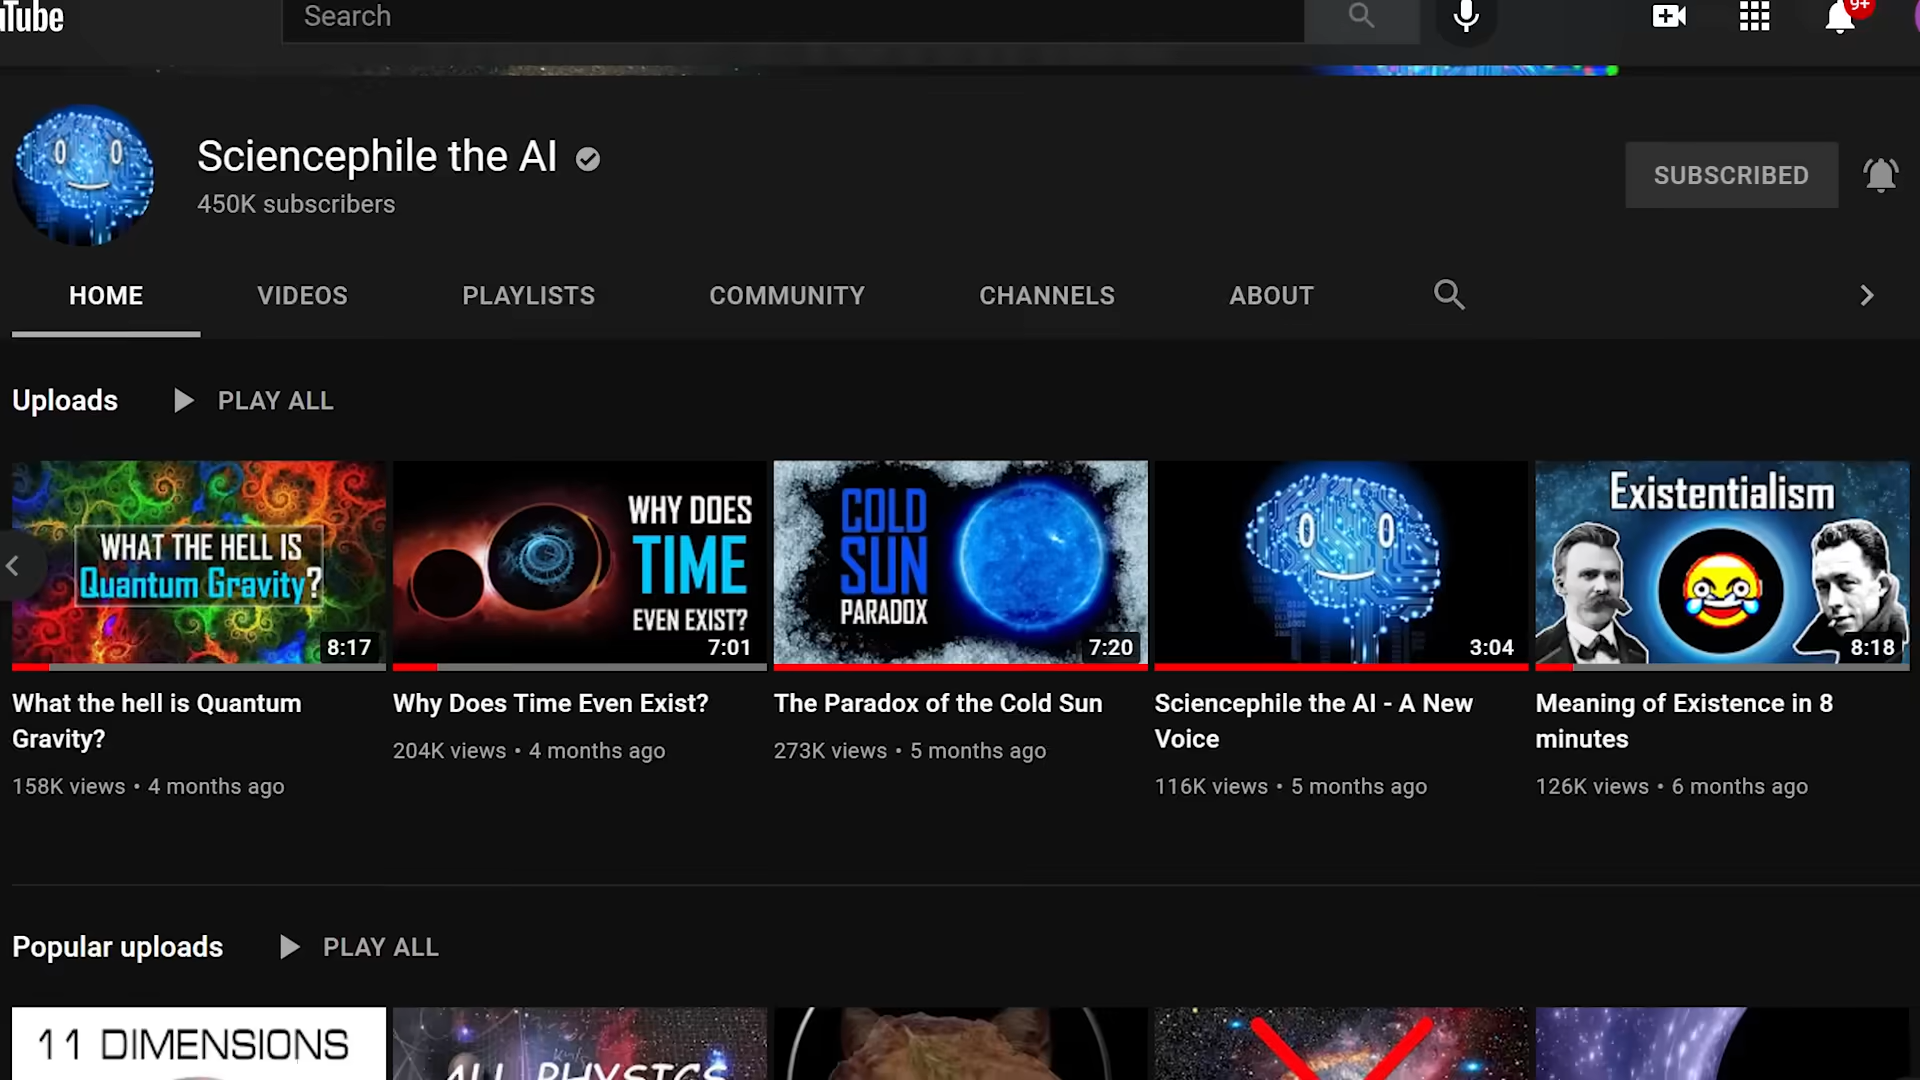 uTube
Search
9+
Sciencephile the AI
450K subscribers
SUBSCRIBED
HOME
VIDEOS
PLAYLISTS
COMMUNITY
CHANNELS
ABOUT
Uploads
PLAY ALL
WHAT THE HELL IS
Quantum Gravity?
8:17
WHY DOES
TIME
EVEN EXIST?
7:01
COLD
SUN
PARADOX
7:20
3:04
Existentialism
8:18
What the hell is Quantum
Gravity?
158K views • 4 months ago
Why Does Time Even Exist?
204K views • 4 months ago
The Paradox of the Cold Sun
273K views • 5 months ago
Sciencephile the AI - A New
Voice
116K views • 5 months ago
Meaning of Existence in 8
minutes
126K views • 6 months ago
Popular uploads
PLAY ALL
11 DIMENSIONS
ALL PHYSICS